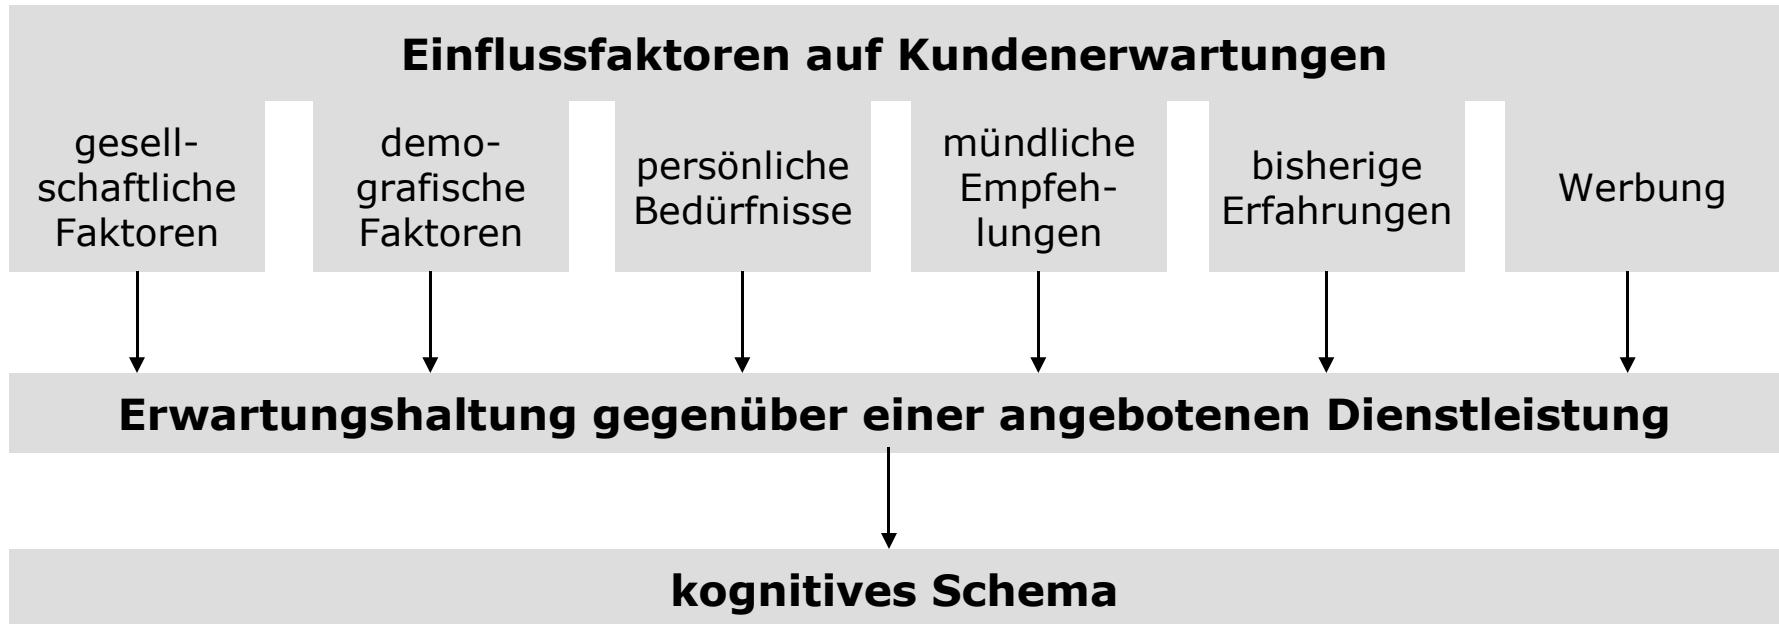 Einflussfaktoren auf Kundenerwartungen
gesell-
schaftliche
Faktoren
demo-
grafische
Faktoren
persönliche
Bedürfnisse
mündliche
Empfeh-
lungen
bisherige
Erfahrungen
Werbung
Erwartungshaltung gegenüber einer angebotenen Dienstleistung
kognitives Schema